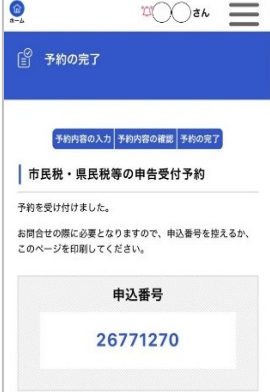 ホーム
◯◯さん
予約の完了
予約内容の入力 予約内容の確認 予約の完了
市民税・県民税等の申告受付予約
予約を受け付けました。
お問合せの際に必要となりますので、申込番号を控えるか、
このページを印刷してください。
申込番号
26771270